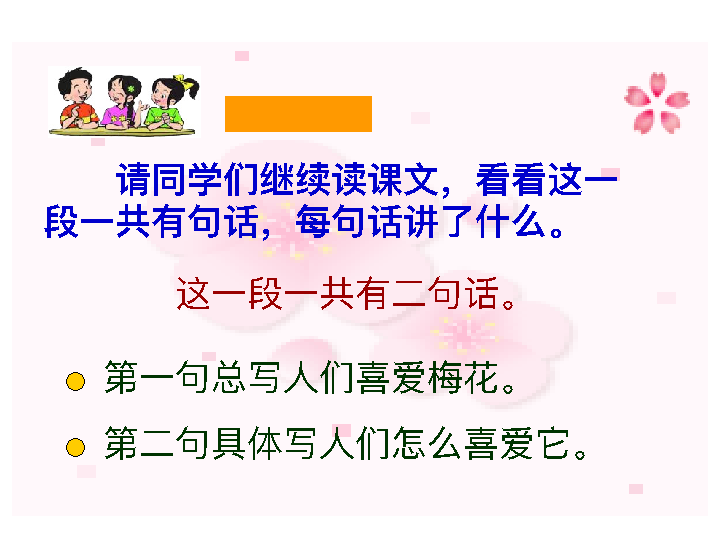 请同学们继续读课文，看看这一
段一共有句话，每句话讲了什么。
这一段一共有二句话。
第一句总写人们喜爱梅花。
第二句具体写人们怎么喜爱它。